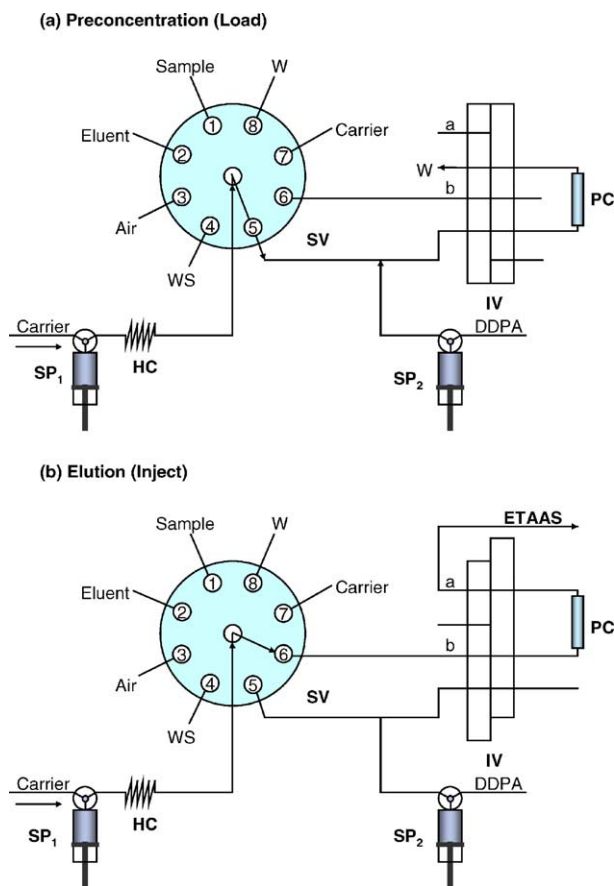 (a) Preconcentration (Load)
Sample
W
Eluent
Carrier
1
8
2
7
3
6
4
5
Air
WS
SV
a
W
b
PC
IV
Carrier
HC
DDPA
SP1
SP2
(b) Elution (Inject)
ETAAS
Sample
W
Eluent
Carrier
1
8
2
7
3
6
4
5
Air
WS
SV
a
b
PC
IV
Carrier
HC
DDPA
SP1
SP2